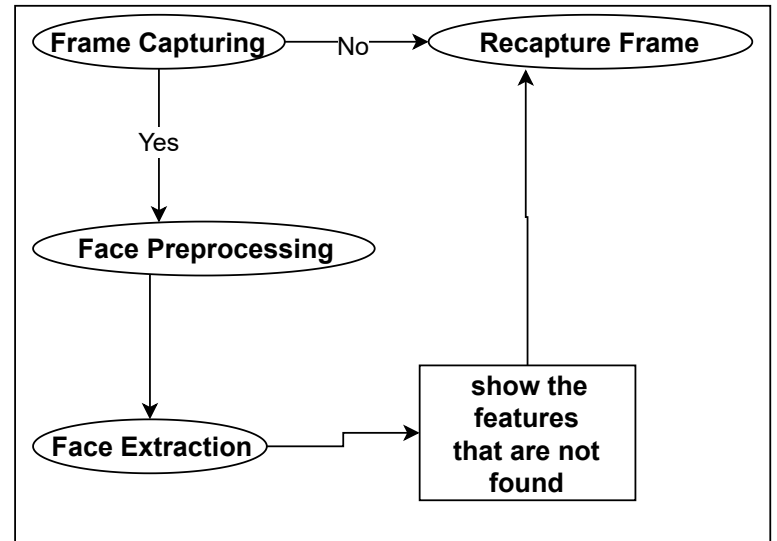 Frame Capturing
No
Recapture Frame
Yes
Face Preprocessing
Face Extraction
show the
features
that are not
found